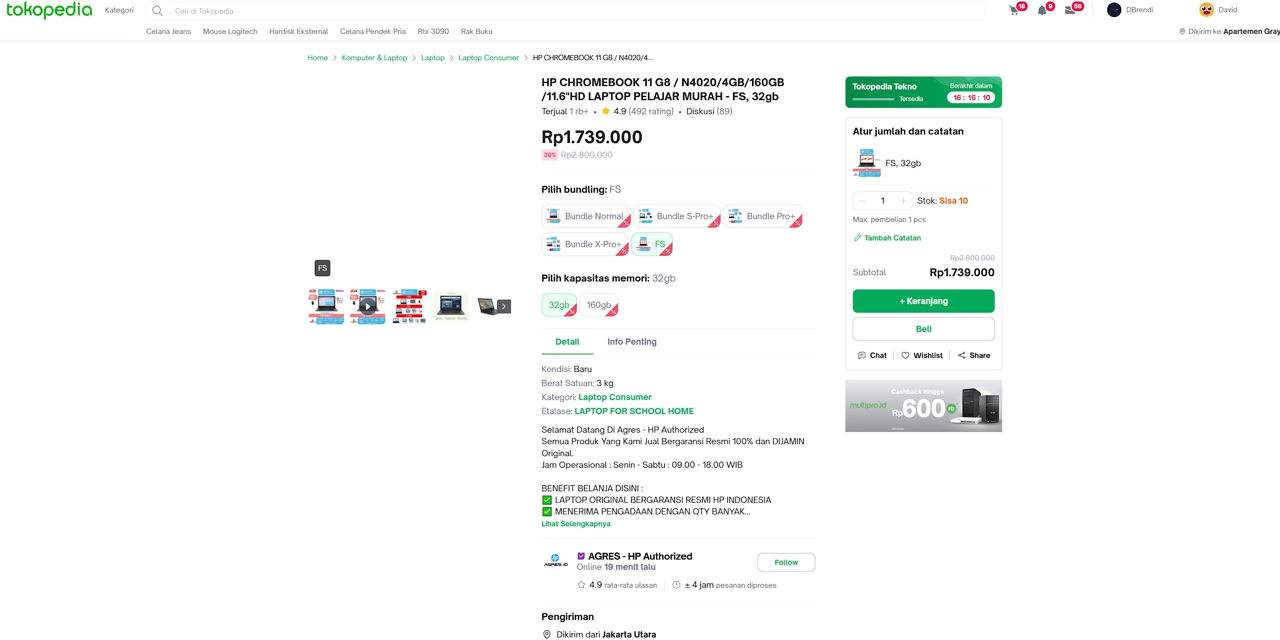 tokopedia Kategori Cari di Tokopedia 18 9 56 DBrendi David
Celana Jeans Mouse Logitech Hardisk Eksternal Celana Pendek Pria Rtx 3090 Rak Buku Dikirim ke Apartemen Gray
Home > Komputer & Laptop > Laptop > Laptop Consumer > HP CHROMEBOOK 11 G8 / N4020/4...
FS
HP CHROMEBOOK 11 G8 / N4020/4GB/160GB
/11.6"HD LAPTOP PELAJAR MURAH - FS, 32gb
Terjual 1 rb+ • 4.9 (492 rating) • Diskusi (89)
Rp1.739.000
38% Rp2.800.000
Pilih bundling: FS
Bundle Normal Bundle S-Pro+ Bundle Pro+
Bundle X-Pro+ FS
Pilih kapasitas memori: 32gb
32gb 160gb
Detail Info Penting
Kondisi: Baru
Berat Satuan: 3 kg
Kategori: Laptop Consumer
Etalase: LAPTOP FOR SCHOOL HOME
Selamat Datang Di Agres - HP Authorized
Semua Produk Yang Kami Jual Bergaransi Resmi 100% dan DIJAMIN
Original.
Jam Operasional : Senin - Sabtu : 09.00 - 18.00 WIB
BENEFIT BELANJA DISINI :
✅ LAPTOP ORIGINAL BERGARANSI RESMI HP INDONESIA
✅ MENERIMA PENGADAAN DENGAN QTY BANYAK...
Lihat Selengkapnya
AGRES.ID
AGRES - HP Authorized
Online 19 menit lalu
Follow
4.9 rata-rata ulasan ± 4 jam pesanan diproses
Pengiriman
Dikirim dari Jakarta Utara
Tokopedia Tekno Berakhir dalam
Tersedia 16 : 16 : 10
Atur jumlah dan catatan
FS, 32gb
1 Stok: Sisa 10
Max. pembelian 1 pcs
Tambah Catatan
Rp2.800.000
Subtotal Rp1.739.000
+ Keranjang
Beli
Chat Wishlist Share
multipro.id Cashback hingga
Rp600 rb